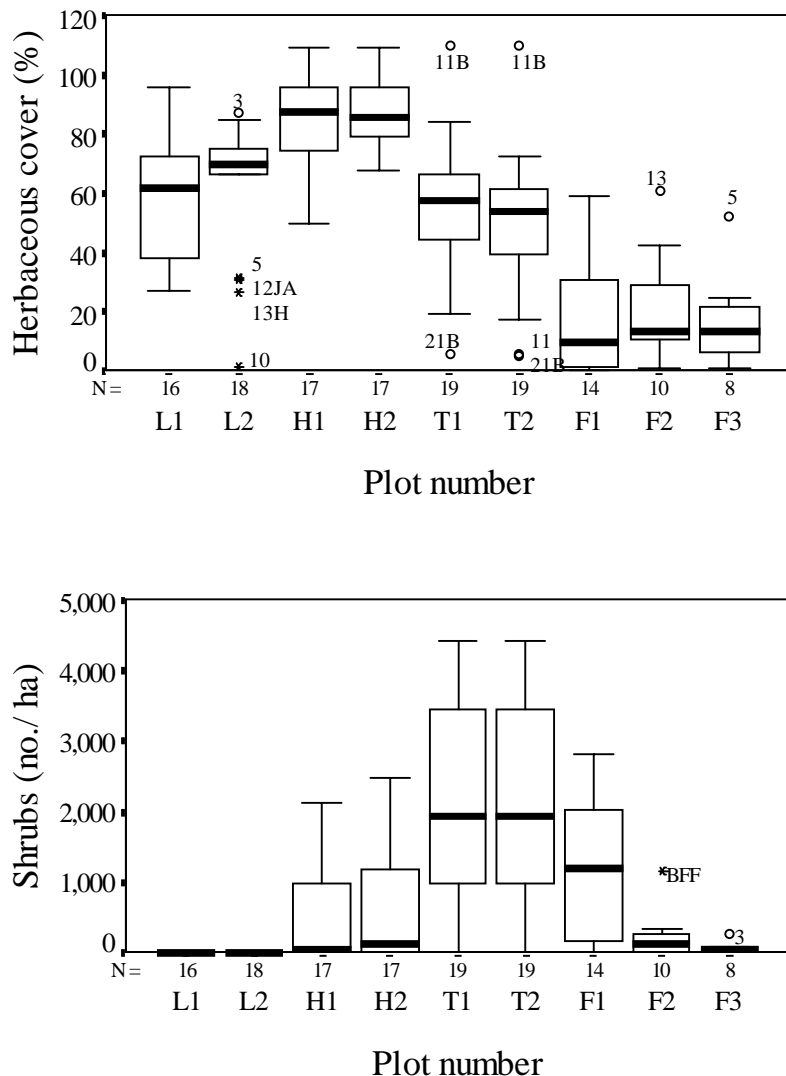 120
100
80
60
40
20
0
Herbaceous cover (%)
3
5
12JA
13H
10
11B
21B
11B
11
21B
13
5
N= 16 18 17 17 19 19 14 10 8
L1 L2 H1 H2 T1 T2 F1 F2 F3
Plot number
5,000
4,000
3,000
2,000
1,000
0
Shrubs (no./ ha)
BFF
3
N= 16 18 17 17 19 19 14 10 8
L1 L2 H1 H2 T1 T2 F1 F2 F3
Plot number